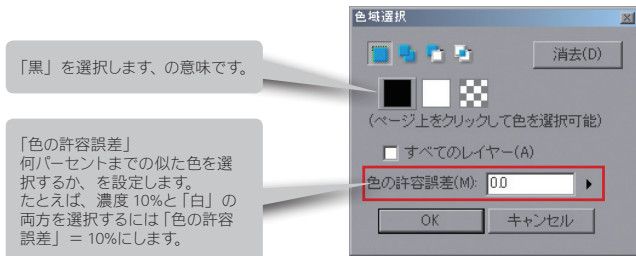 色域選択
消去(D)
「黒」を選択します、の意味です。
(ページ上をクリックして色を選択可能)
すべてのレイヤー(A)
「色の許容誤差」
何パーセントまでの似た色を選
択するか、を設定します。
たとえば、濃度 10%と「白」の
両方を選択するには「色の許容
誤差」= 10%にします。
色の許容誤差(M): 0.0
OK キャンセル